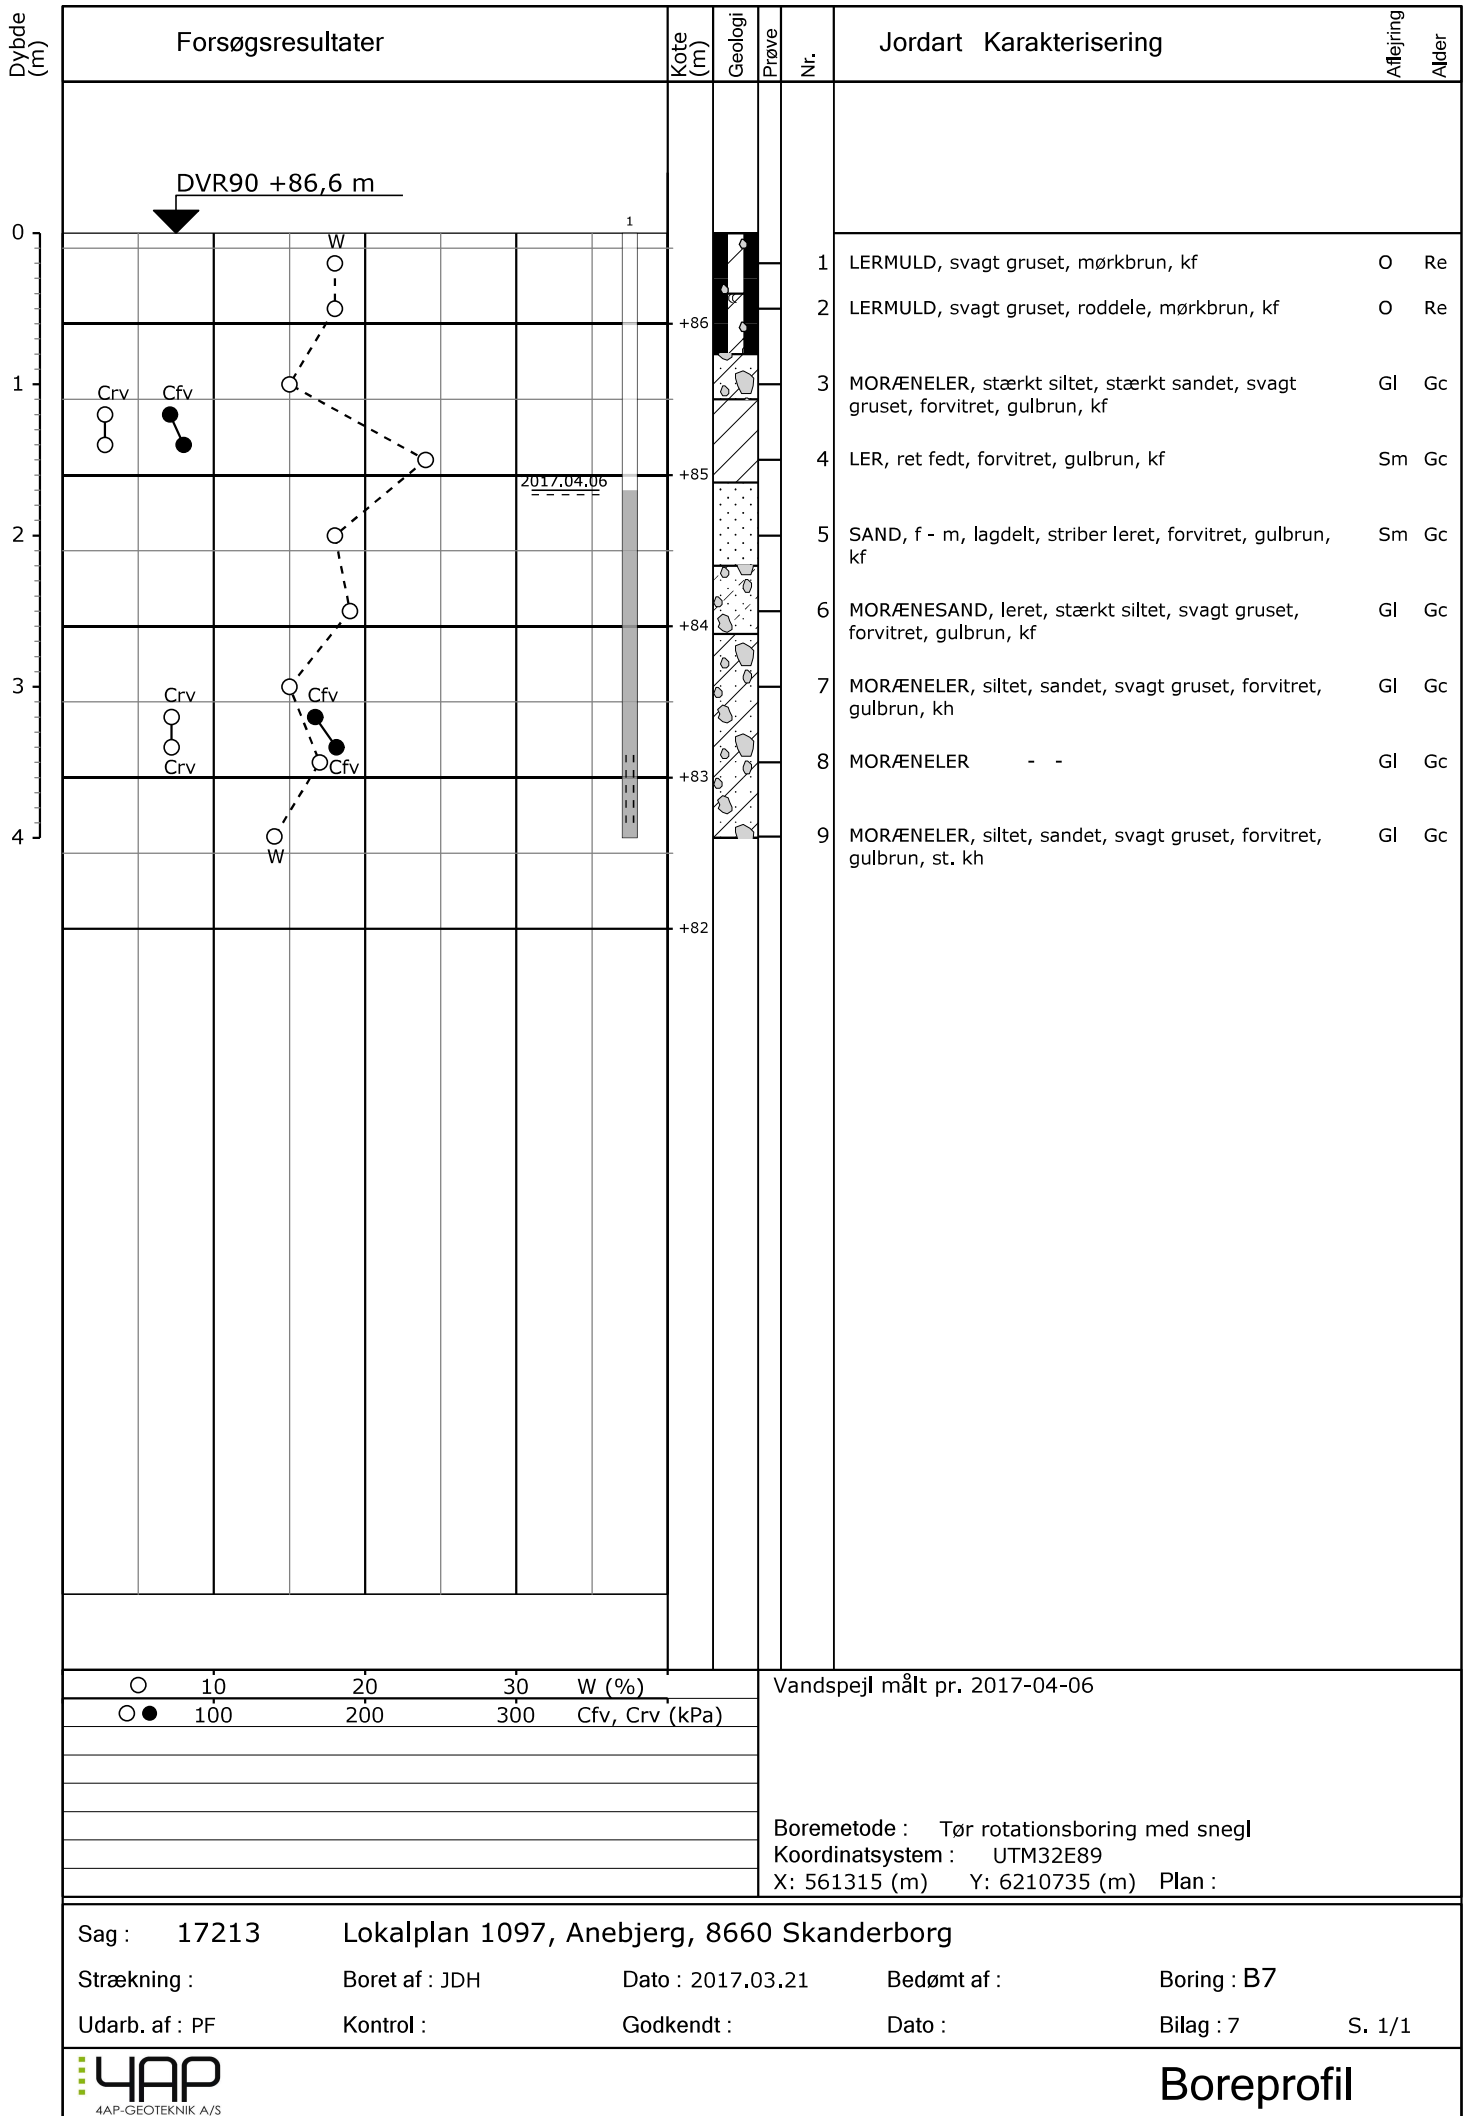 Dybde (m)
Forsøgsresultater
Kote (m)
Geologi
Prøve
Nr.
Jordart Karakterisering
Aflejring
Alder
DVR90 +86,6 m
0
1
W
1 LERMULD, svagt gruset, mørkbrun, kf O Re
2 LERMULD, svagt gruset, roddele, mørkbrun, kf O Re
+86
1
Crv Cfv
3 MORÆNELER, stærkt siltet, stærkt sandet, svagt Gl Gc
gruset, forvitret, gulbrun, kf
4 LER, ret fedt, forvitret, gulbrun, kf Sm Gc
+85
2017.04.06
2
5 SAND, f - m, lagdelt, striber leret, forvitret, gulbrun, Sm Gc
kf
6 MORÆNESAND, leret, stærkt siltet, svagt gruset, Gl Gc
forvitret, gulbrun, kf
+84
3
Crv Cfv
7 MORÆNELER, siltet, sandet, svagt gruset, forvitret, Gl Gc
gulbrun, kh
Crv Cfv
8 MORÆNELER - - Gl Gc
+83
4
W
9 MORÆNELER, siltet, sandet, svagt gruset, forvitret, Gl Gc
gulbrun, st. kh
+82
10 20 30 W (%)
100 200 300 Cfv, Crv (kPa)
Vandspejl målt pr. 2017-04-06
Boremetode : Tør rotationsboring med snegl
Koordinatsystem : UTM32E89
X: 561315 (m) Y: 6210735 (m) Plan :
Sag : 17213 Lokalplan 1097, Anebjerg, 8660 Skanderborg
Strækning : Boret af : JDH Dato : 2017.03.21 Bedømt af : Boring : B7
Udarb. af : PF Kontrol : Godkendt : Dato : Bilag : 7 S. 1/1
4AP
4AP-GEOTEKNIK A/S
Boreprofil